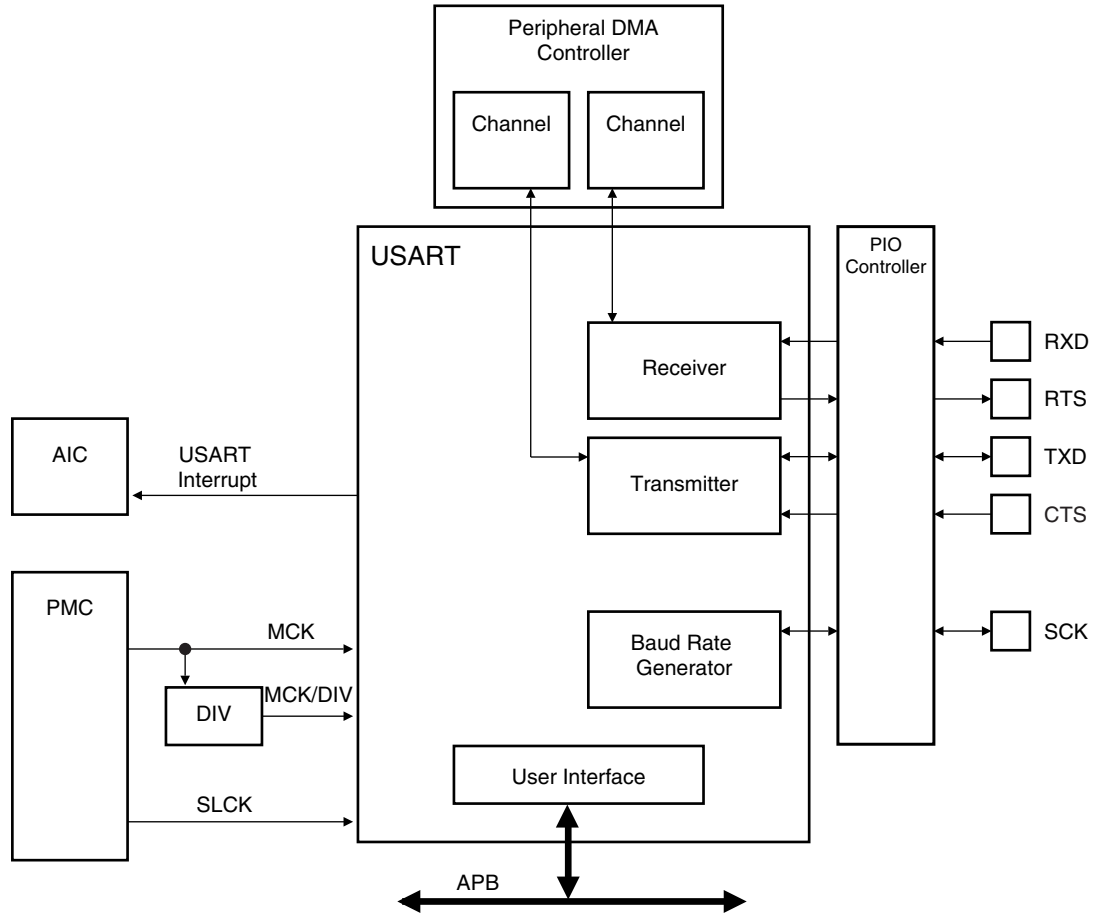 Peripheral DMA
Controller
Channel
Channel
USART
PIO
Controller
Receiver
RXD
RTS
AIC
USART
Interrupt
Transmitter
TXD
CTS
PMC
MCK
Baud Rate
Generator
SCK
DIV
MCK/DIV
User Interface
SLCK
APB